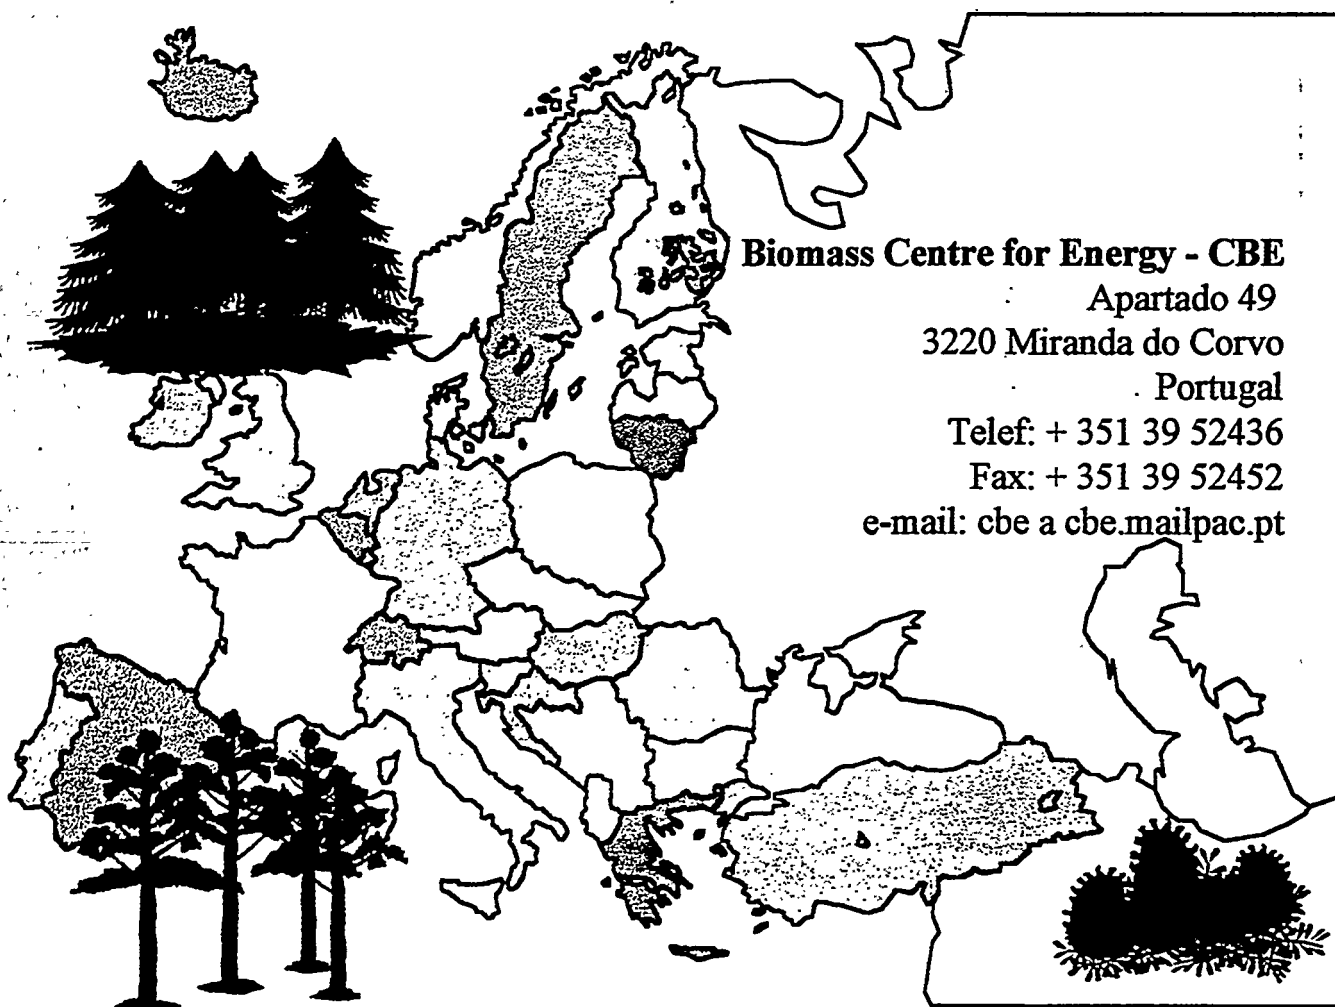 Biomass Centre for Energy - CBE
Apartado 49
3220 Miranda do Corvo
Portugal
Telef: + 351 39 52436
Fax: + 351 39 52452
e-mail: cbe a cbe.mailpac.pt